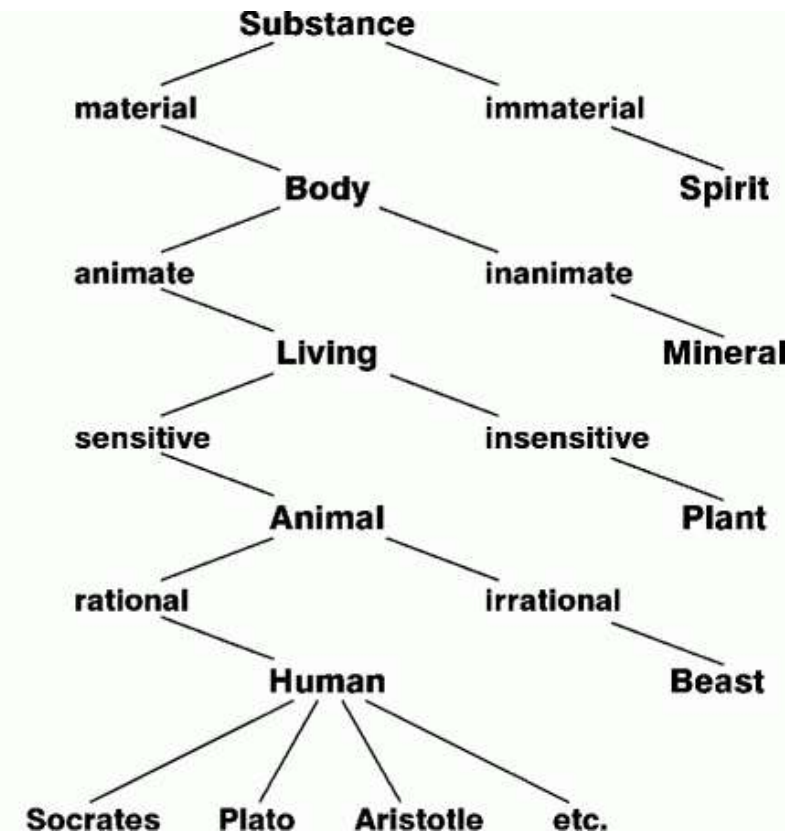 Substance
material immaterial
Body Spirit
animate inanimate
Living Mineral
sensitive insensitive
Animal Plant
rational irrational
Human Beast
Socrates Plato Aristotle etc.